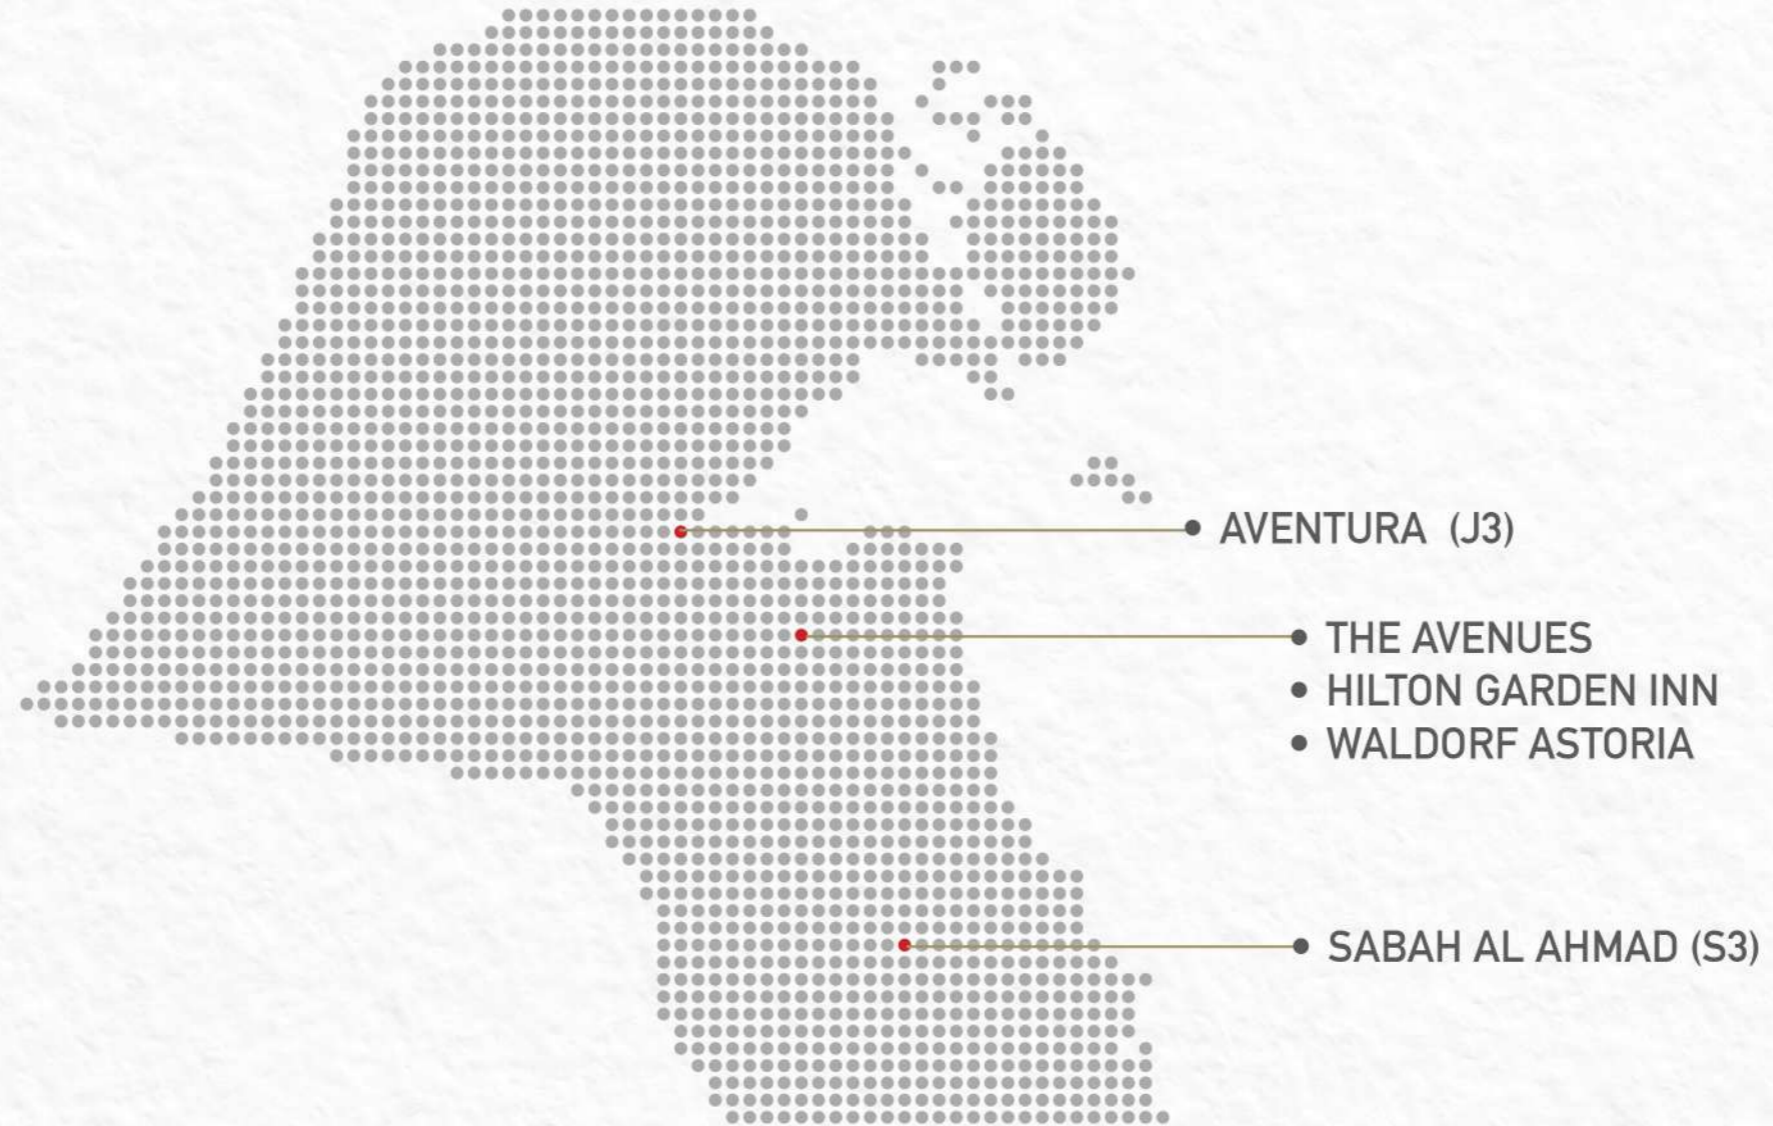 AVENTURA (J3)
THE AVENUES
HILTON GARDEN INN
WALDORF ASTORIA
SABAH AL AHMAD (S3)